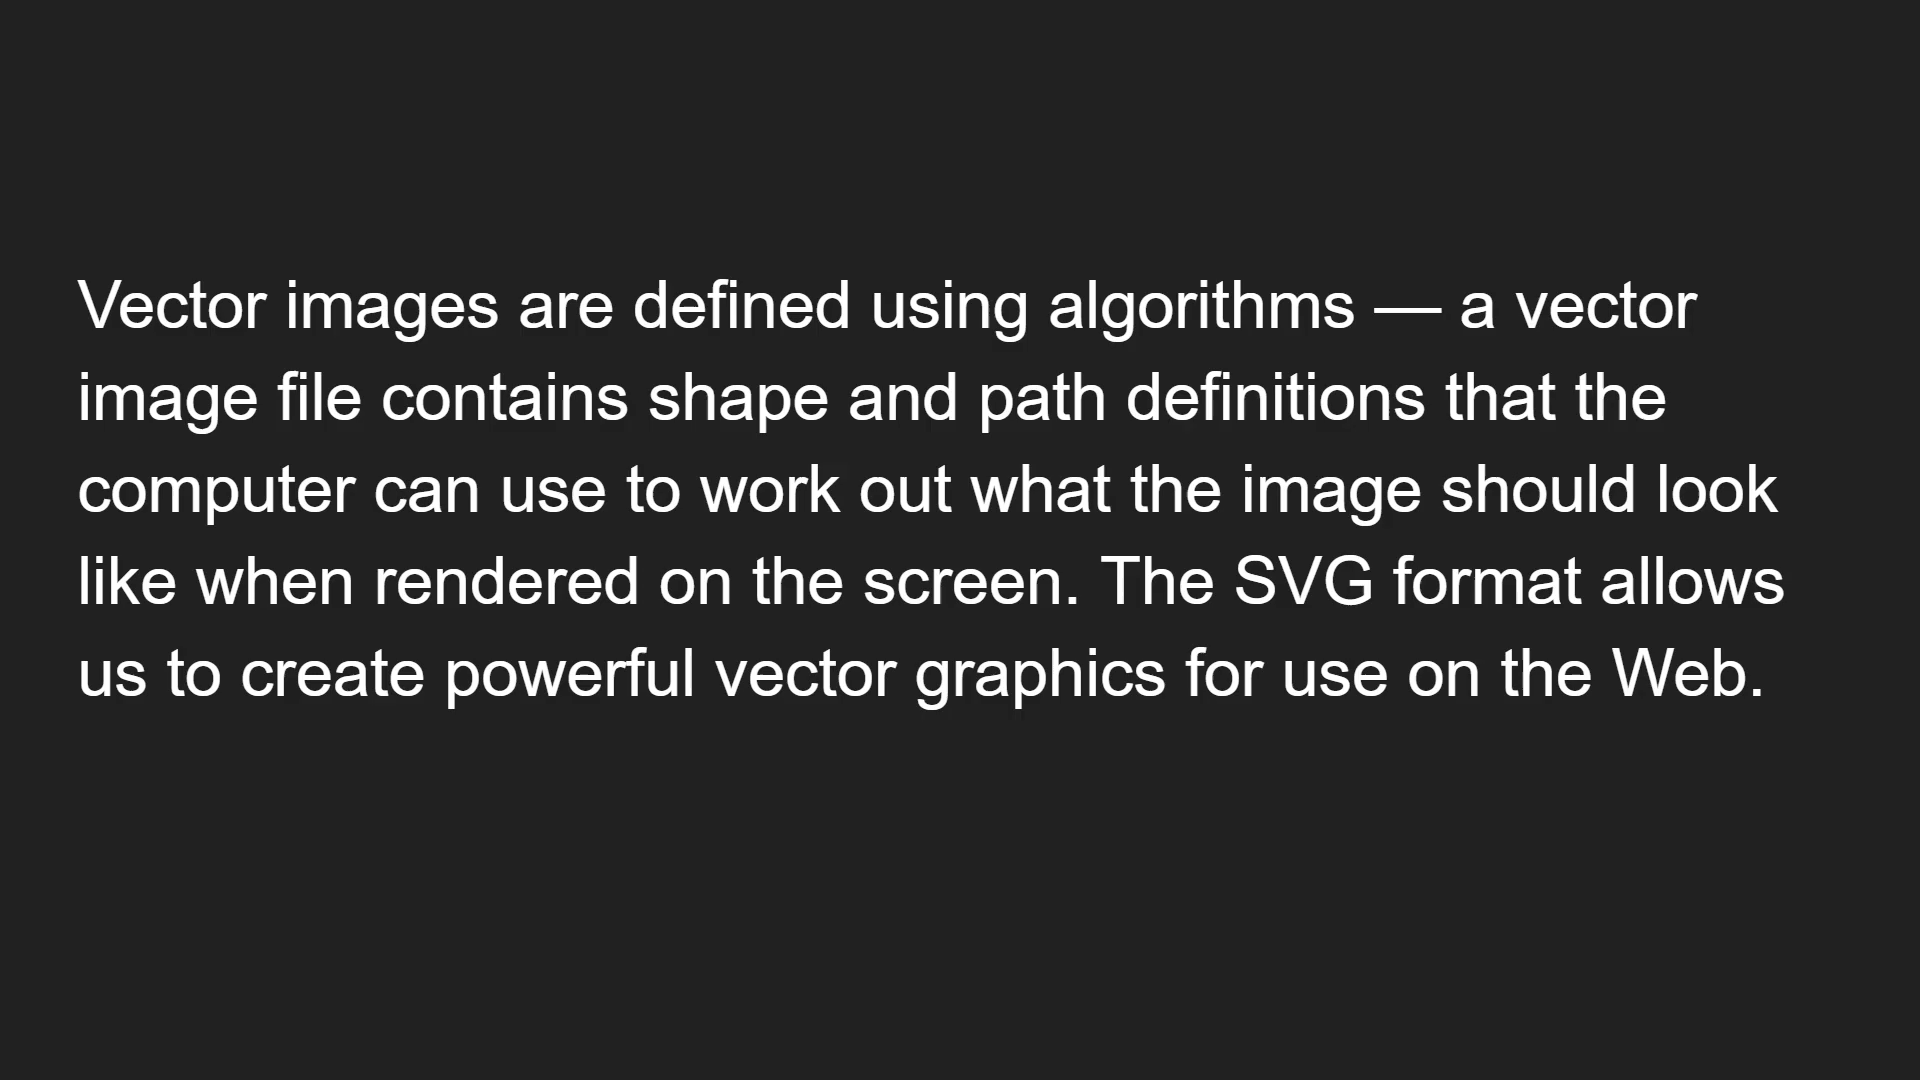 Vector images are defined using algorithms — a vector
image file contains shape and path definitions that the
computer can use to work out what the image should look
like when rendered on the screen. The SVG format allows
us to create powerful vector graphics for use on the Web.